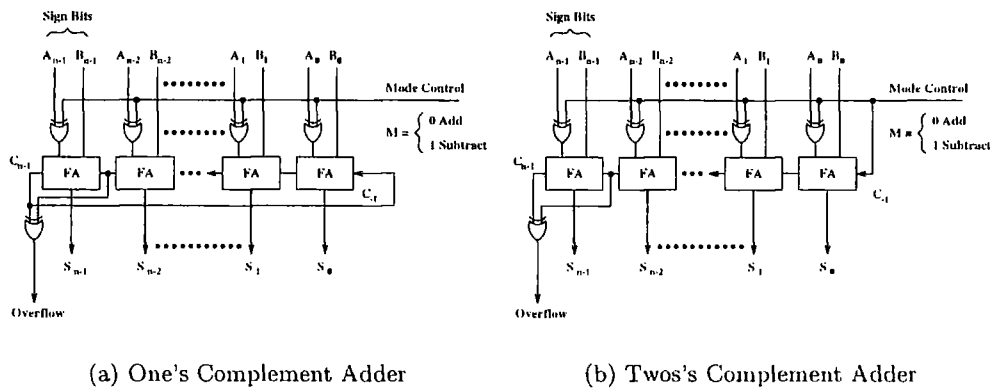 Sign Bits
A n-1 B n-1 A n-2 B n-2 A 1 B 1 A 0 B 0
Mode Control
M = { 0 Add
1 Subtract
C n-1
FA FA FA FA
C -1
S n-1 S n-2 S 1 S 0
Overflow
(a) One's Complement Adder
Sign Bits
A n-1 B n-1 A n-2 B n-2 A 1 B 1 A 0 B 0
Mode Control
M = { 0 Add
1 Subtract
C n-1
FA FA FA FA
C -1
S n-1 S n-2 S 1 S 0
Overflow
(b) Twos's Complement Adder